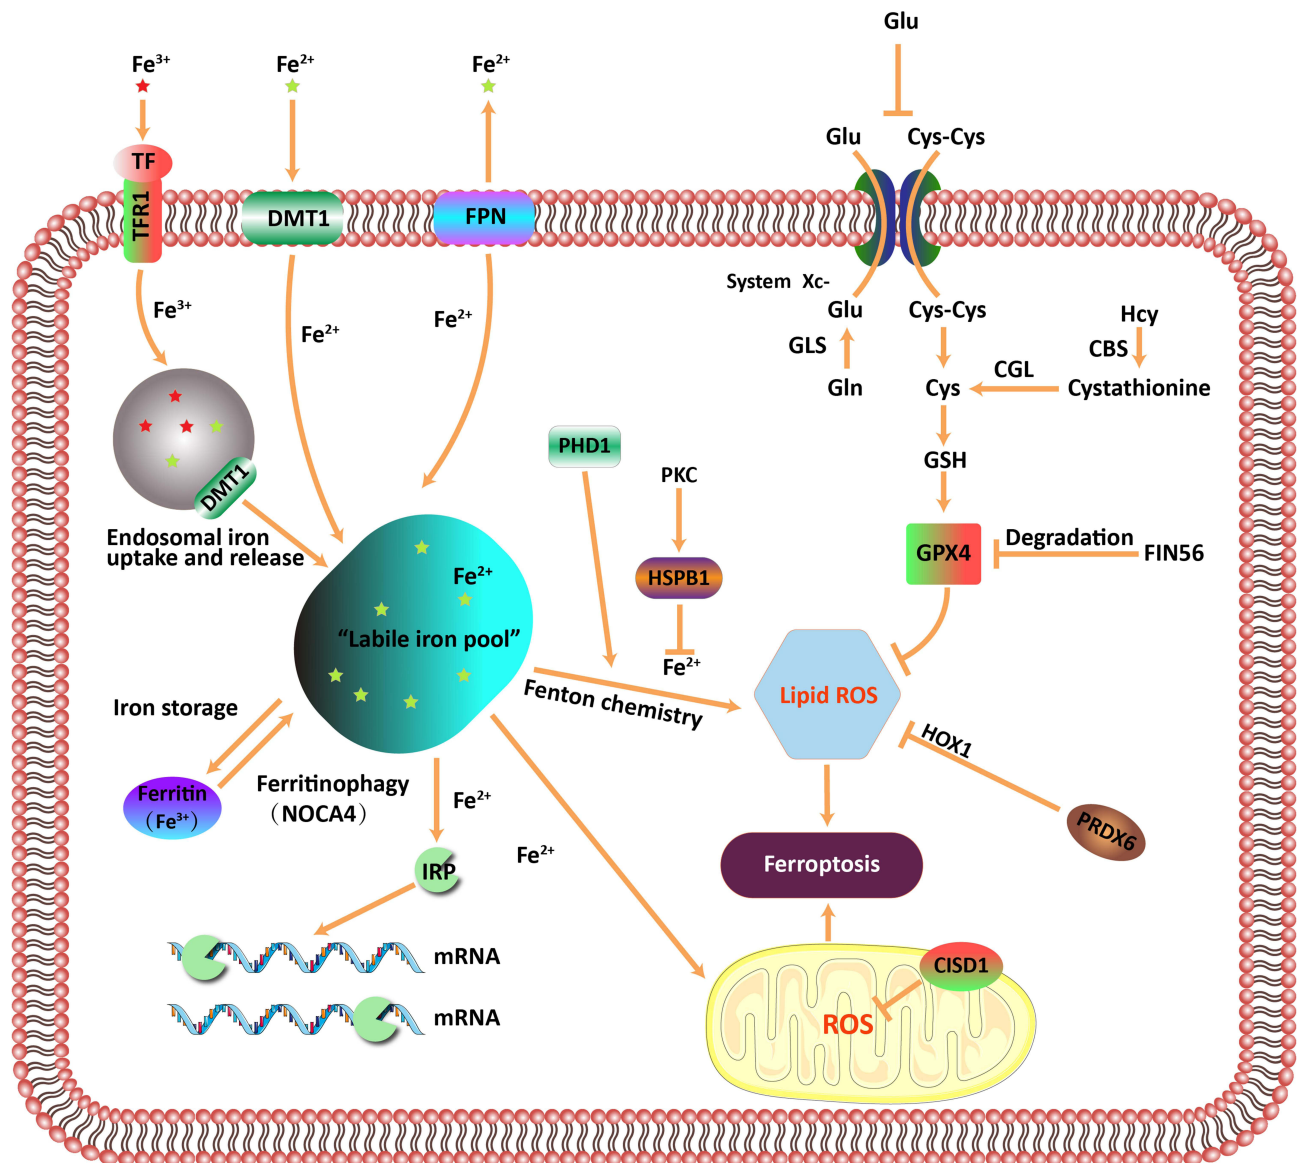 Glu
Fe³⁺
Fe²⁺
Fe²⁺
Glu
Cys-Cys
TF
TFR1
DMT1
FPN
System Xc-
Fe³⁺
Fe²⁺
Fe²⁺
Glu
Cys-Cys
Hcy
GLS
CBS
CGL
Gln
Cys
Cystathionine
PHD1
GSH
DMT1
PKC
Endosomal iron
uptake and release
Degradation
GPX4
FIN56
Fe²⁺
HSPB1
“Labile iron pool”
Fe²⁺
Fenton chemistry
Lipid ROS
Iron storage
HOX1
Ferritin
（Fe³⁺）
Ferritinophagy
（NOCA4）
Fe²⁺
PRDX6
Fe²⁺
IRP
Ferroptosis
mRNA
CISD1
mRNA
ROS